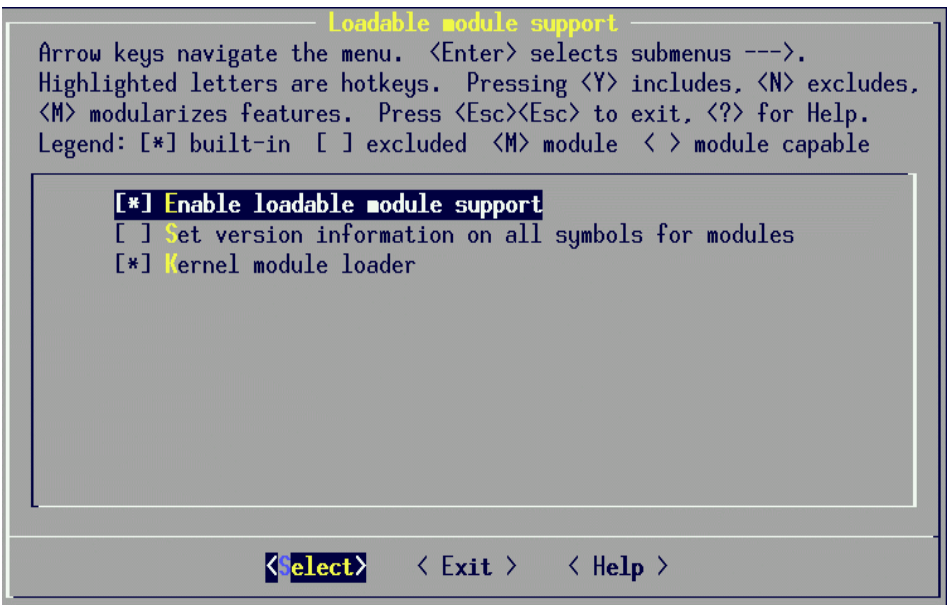 Loadable module support
Arrow keys navigate the menu. <Enter> selects submenus --->.
Highlighted letters are hotkeys. Pressing <Y> includes, <N> excludes,
<M> modularizes features. Press <Esc><Esc> to exit, <?> for Help.
Legend: [*] built-in [ ] excluded <M> module < > module capable
[*] Enable loadable module support
[ ] Set version information on all symbols for modules
[*] Kernel module loader
<Select> < Exit > < Help >